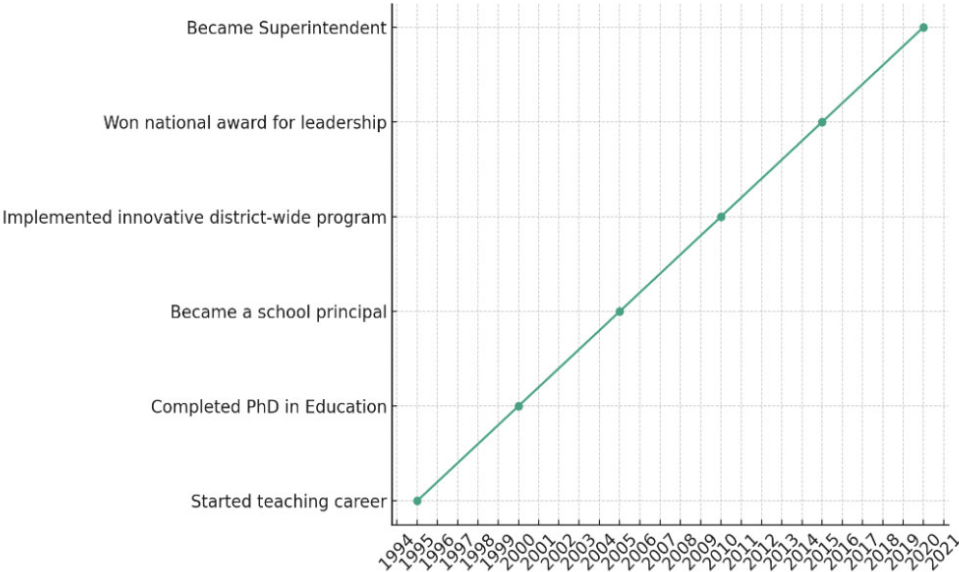 Became Superintendent
Won national award for leadership
Implemented innovative district-wide program
Became a school principal
Completed PhD in Education
Started teaching career
1994 1995 1996 1997 1998 1999 2000 2001 2002 2003 2004 2005 2006 2007 2008 2009 2010 2011 2012 2013 2014 2015 2016 2017 2018 2019 2020 2021